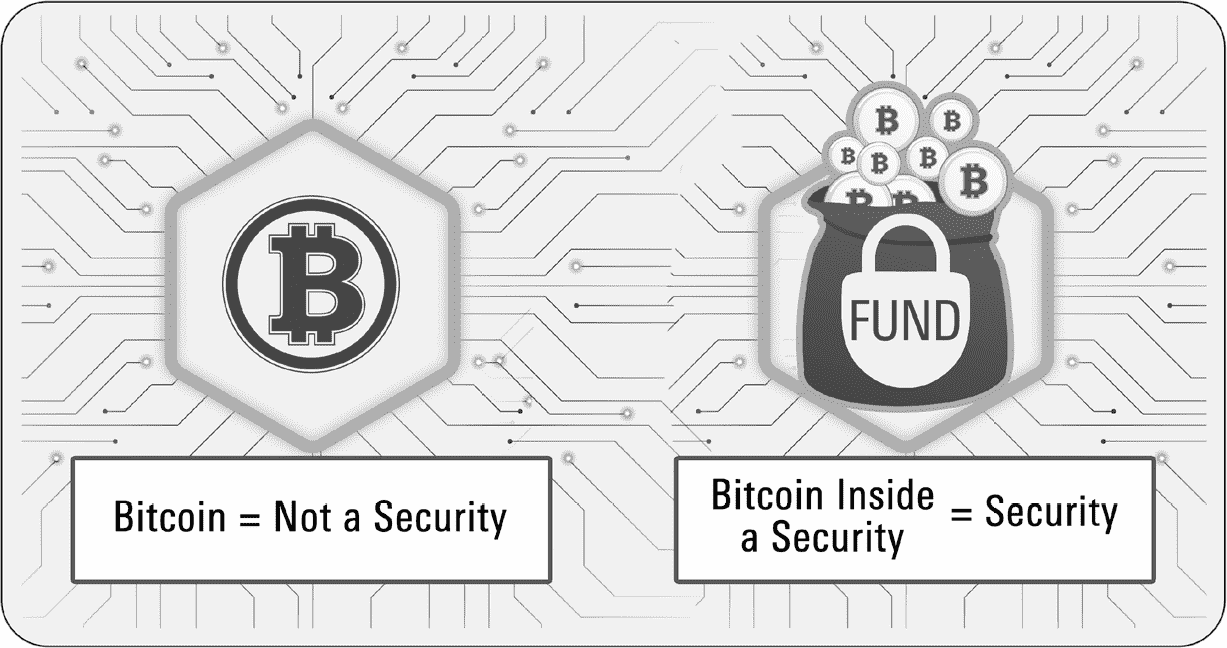 FUND
Bitcoin = Not a Security
Bitcoin Inside
a Security
= Security